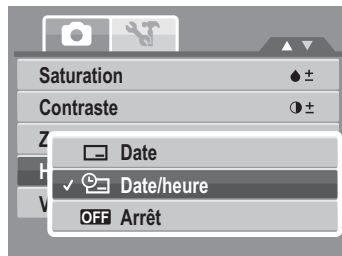 Saturation
Contraste
Z
Date
H
Date/heure
V
OFF Arrêt